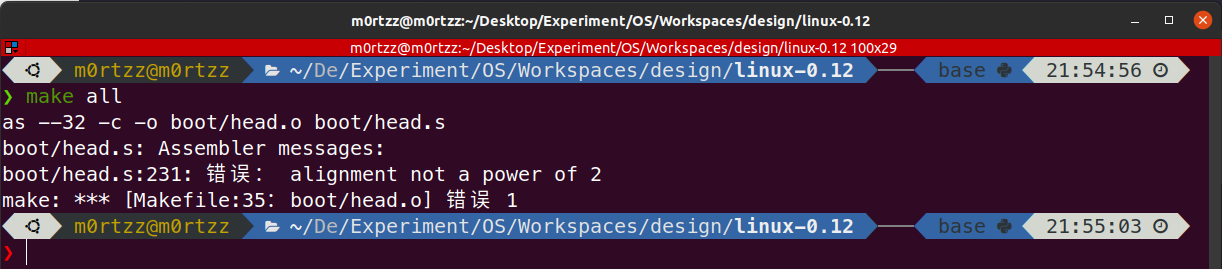 m0rtzz@m0rtzz:~/Desktop/Experiment/OS/Workspaces/design/linux-0.12
m0rtzz@m0rtzz:~/Desktop/Experiment/OS/Workspaces/design/linux-0.12 100x29
m0rtzz@m0rtzz ~/De/Experiment/OS/Workspaces/design/linux-0.12 base 21:54:56
❯ make all
as --32 -c -o boot/head.o boot/head.s
boot/head.s: Assembler messages:
boot/head.s:231: 错误： alignment not a power of 2
make: *** [Makefile:35：boot/head.o] 错误 1
m0rtzz@m0rtzz ~/De/Experiment/OS/Workspaces/design/linux-0.12 base 21:55:03
❯